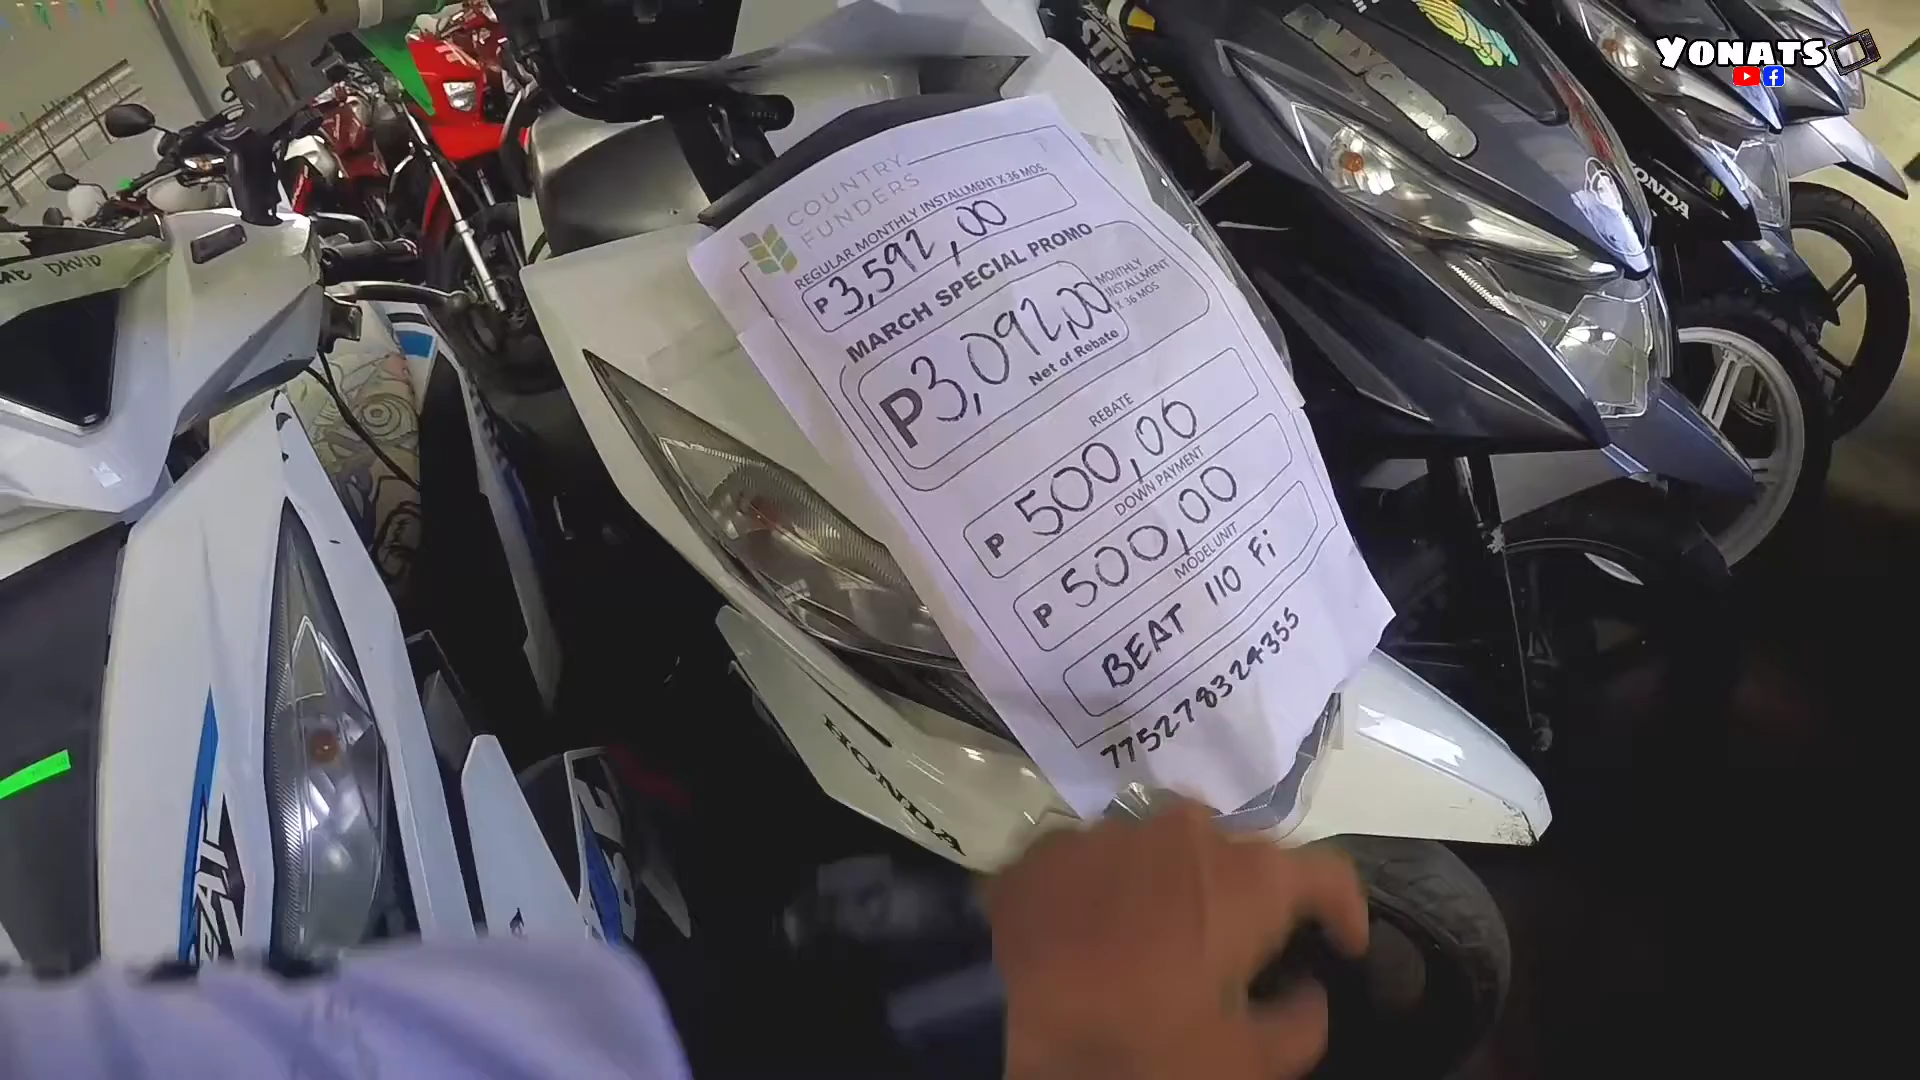 YONATS
COUNTRY
FUNDERS
REGULAR MONTHLY INSTALLMENT X 36 MOS.
P 3,592,00
MARCH SPECIAL PROMO
P3,092,00
MONTHLY
INSTALLMENT
X 36 MOS
Net of Rebate
REBATE
P 500,00
DOWN PAYMENT
P 500,00
MODEL UNIT
BEAT 110 Fi
775278324355
HONDA
HONDA
DAVID